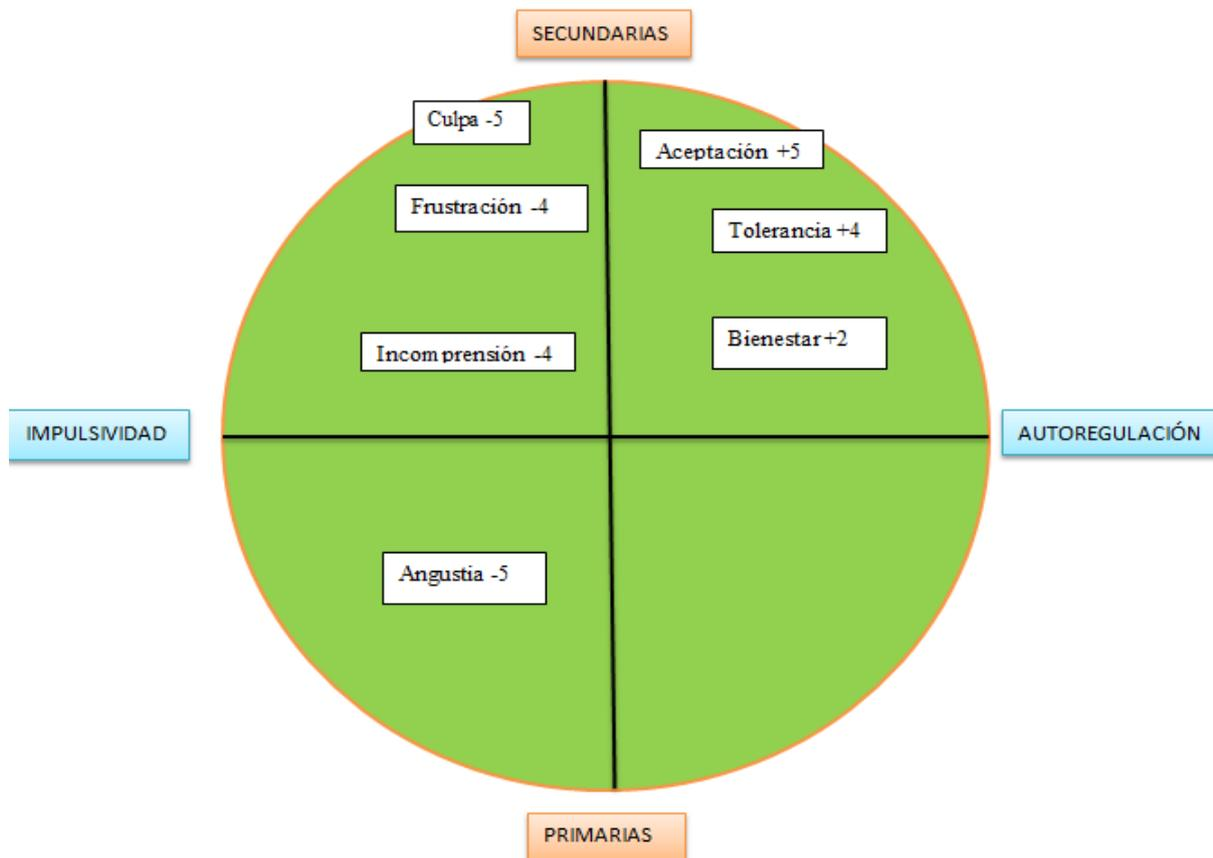 SECUNDARIAS
Culpa -5
Aceptación +5
Frustración -4
Tolerancia +4
Bienestar +2
Incomprensión -4
IMPULSIVIDAD
AUTOREGULACIÓN
Angustia -5
PRIMARIAS